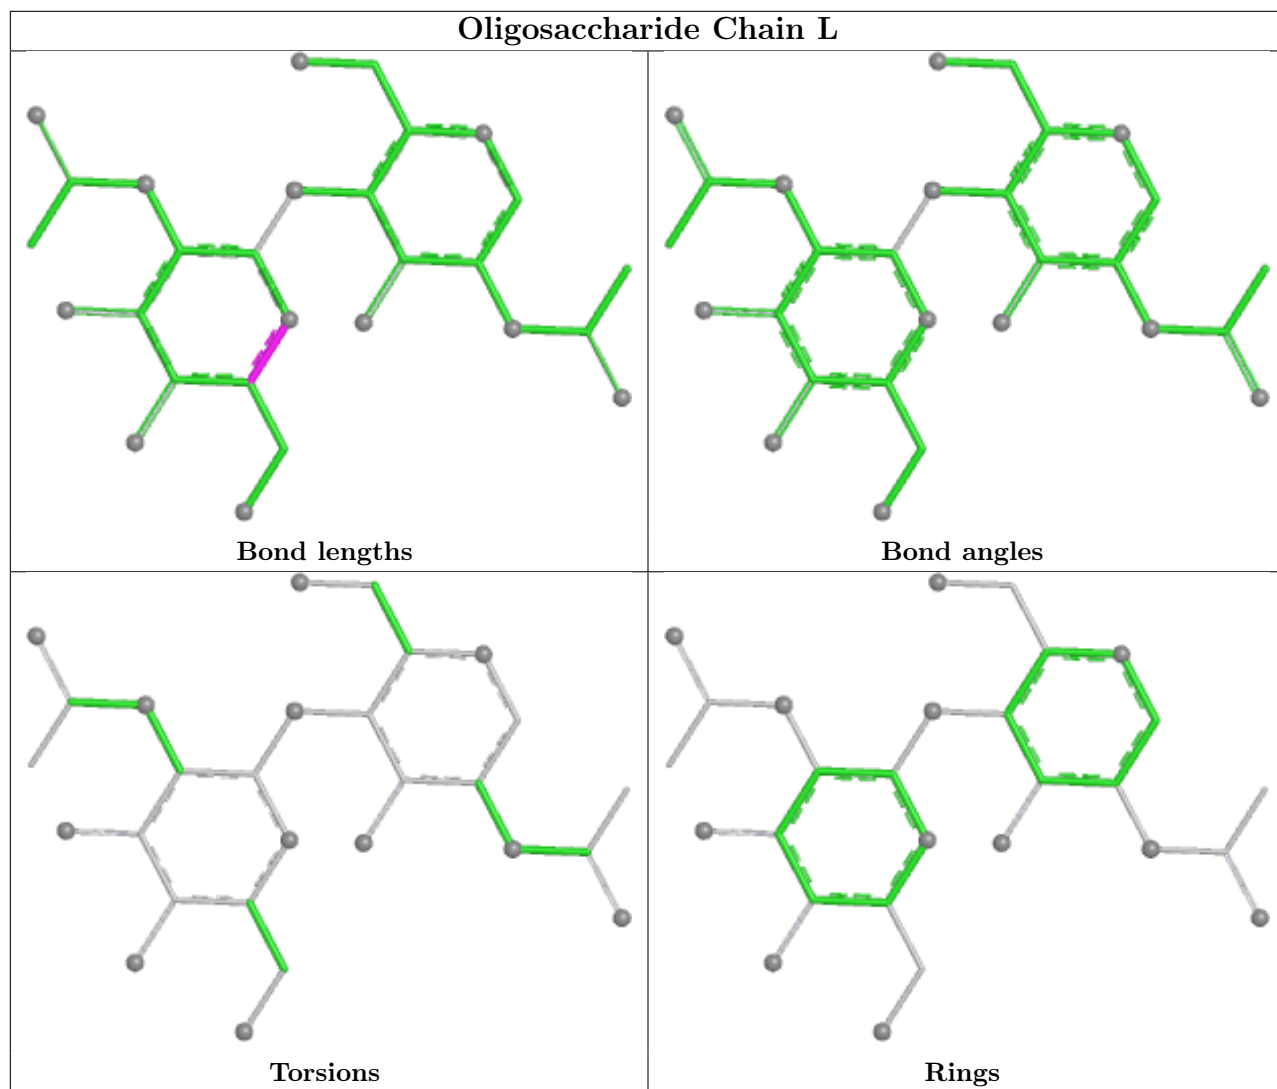 Oligosaccharide Chain L
Bond lengths
Bond angles
Torsions
Rings